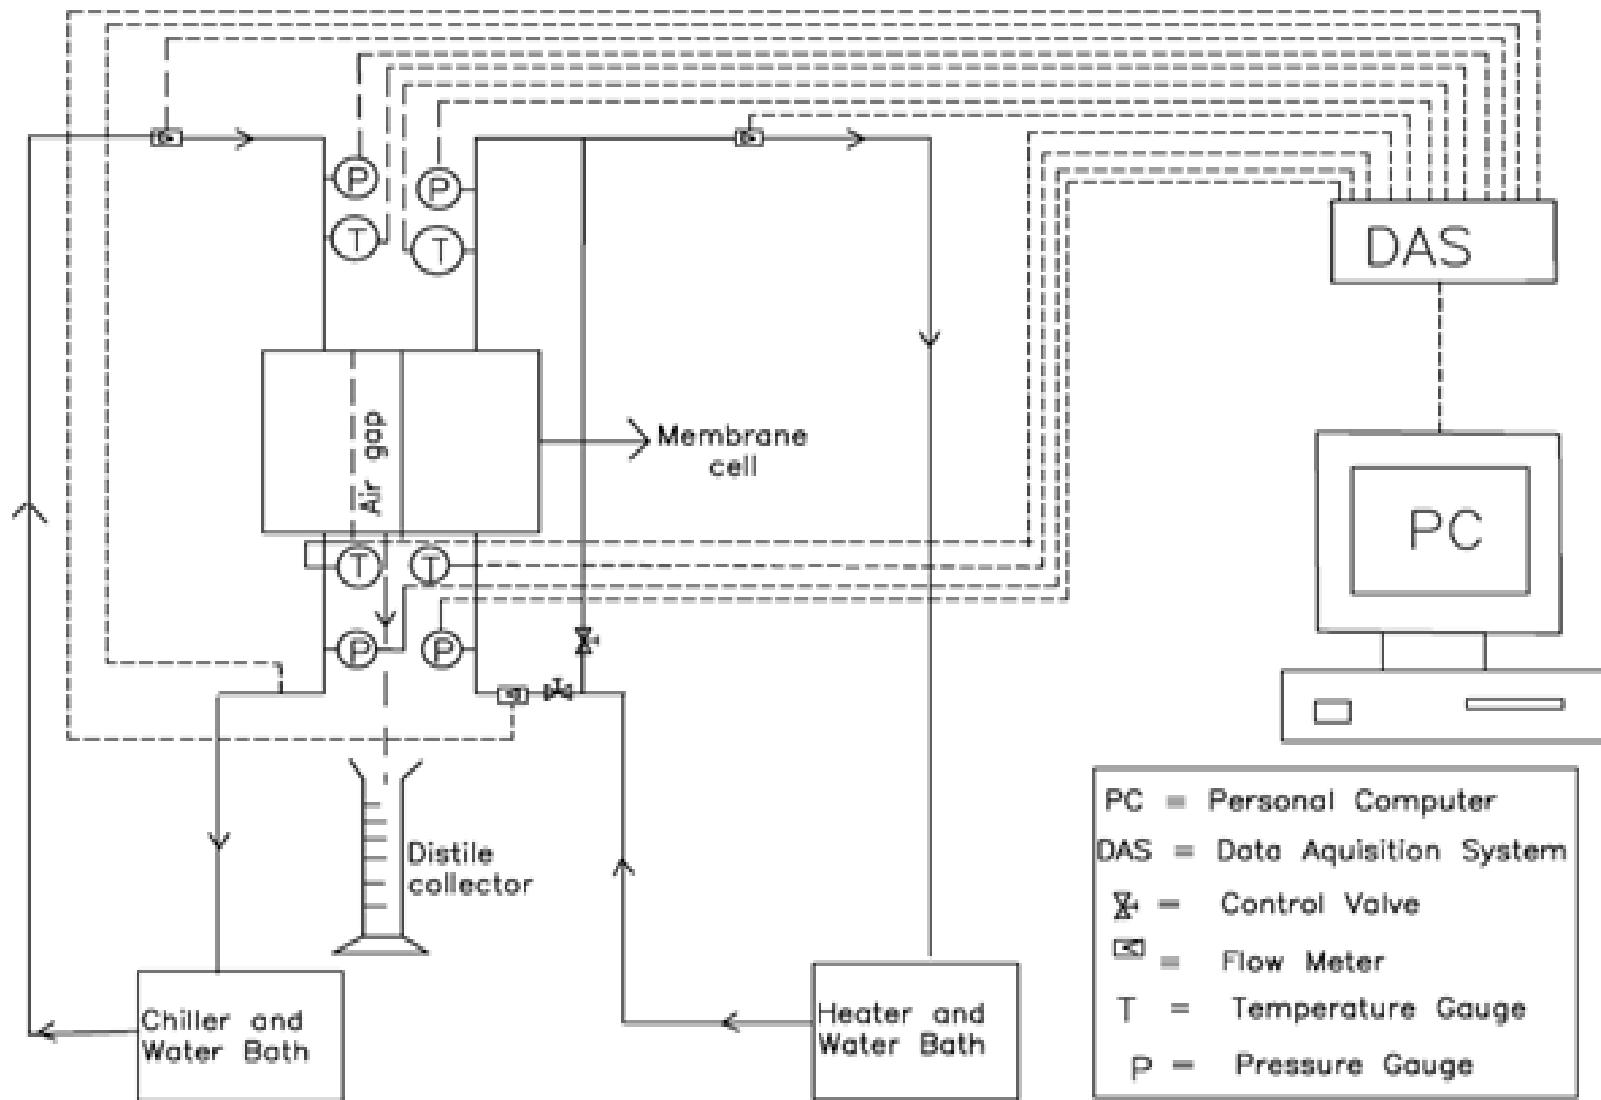 P
P
T
T
DAS
Air gap
Membrane
cell
PC
T
T
P
P
Distile
collector
Chiller and
Water Bath
Heater and
Water Bath
PC = Personal Computer
DAS = Data Aquisition System
= Control Valve
= Flow Meter
T = Temperature Gauge
P = Pressure Gauge